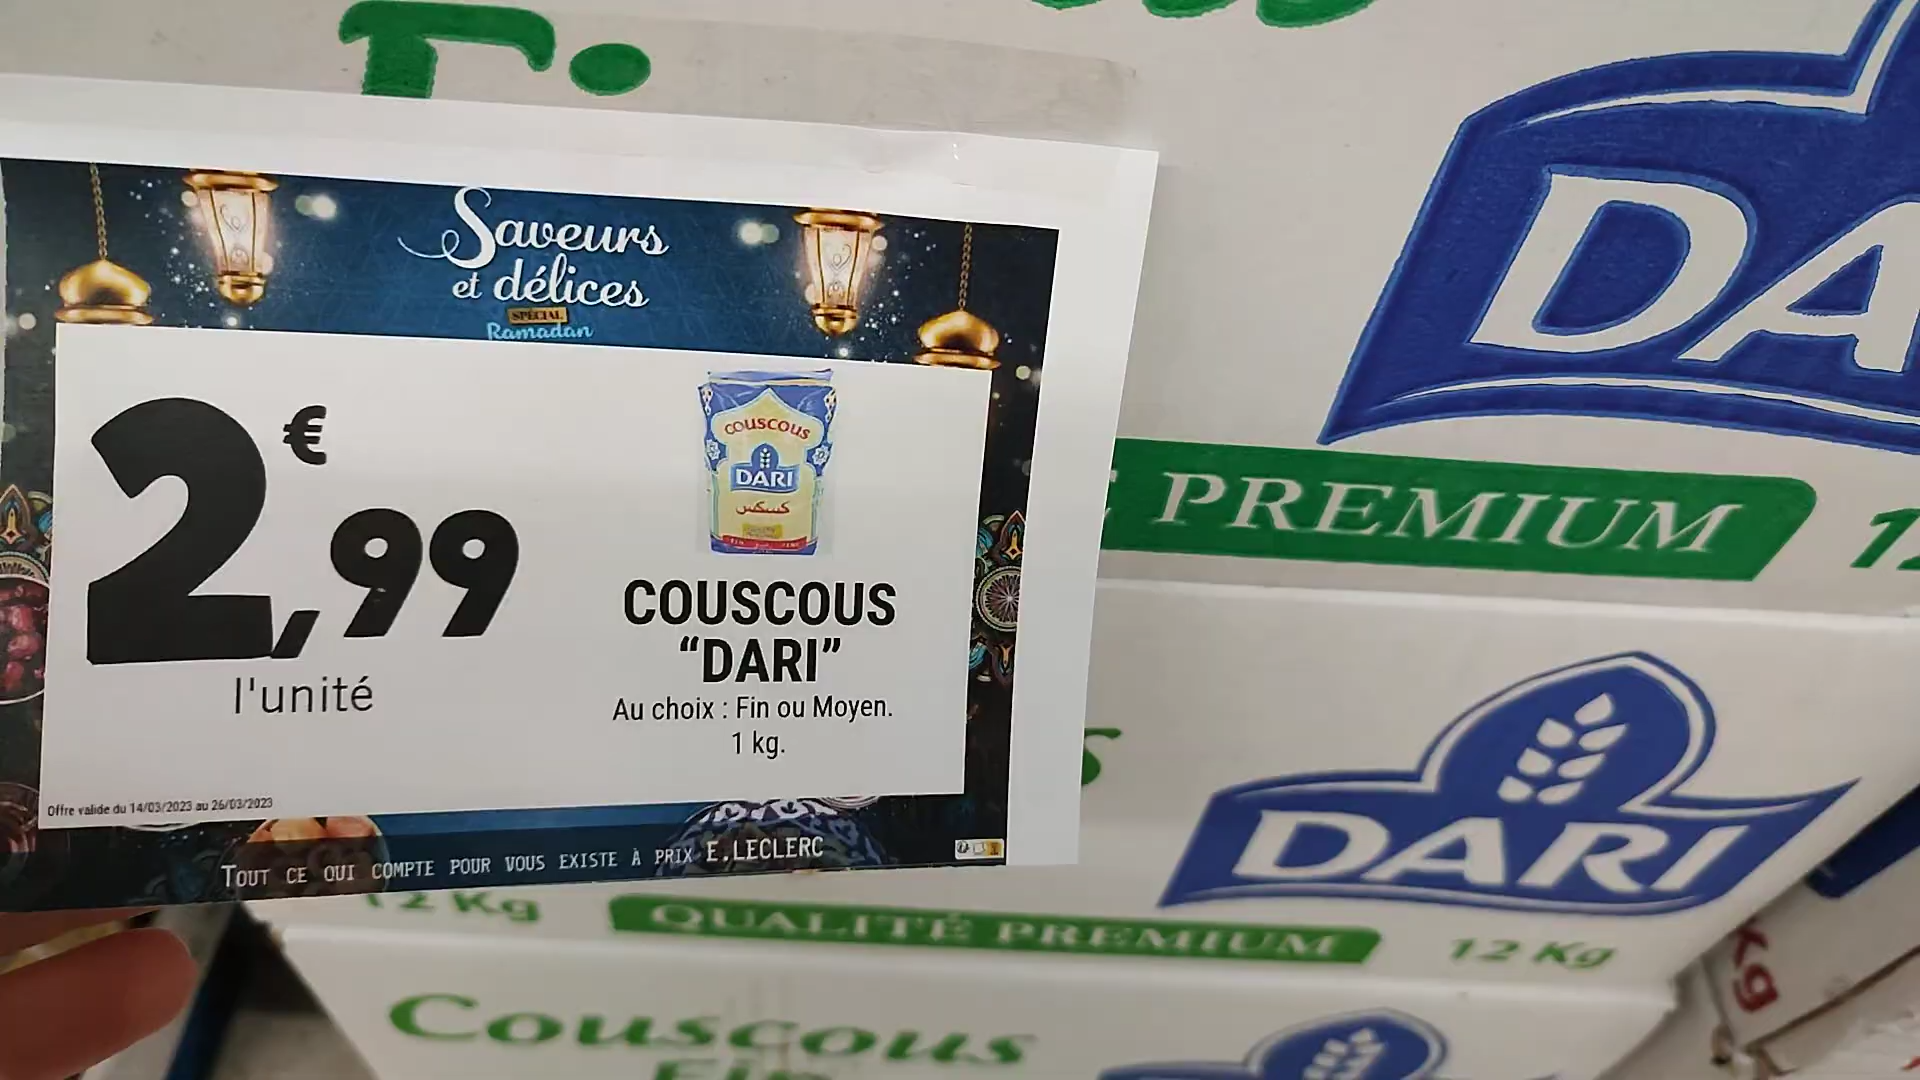 Saveurs
et délices
SPÉCIAL
Ramadan
2,99 €
l'unité
COUSCOUS
DARI
كسكس
COUSCOUS
“DARI”
Au choix : Fin ou Moyen.
1 kg.
Offre valide du 14/03/2023 au 26/03/2023
TOUT CE QUI COMPTE POUR VOUS EXISTE À PRIX E.LECLERC
DA
PREMIUM
DARI
12 Kg
QUALITÉ PREMIUM
12 Kg
Kg
Couscous
Fin